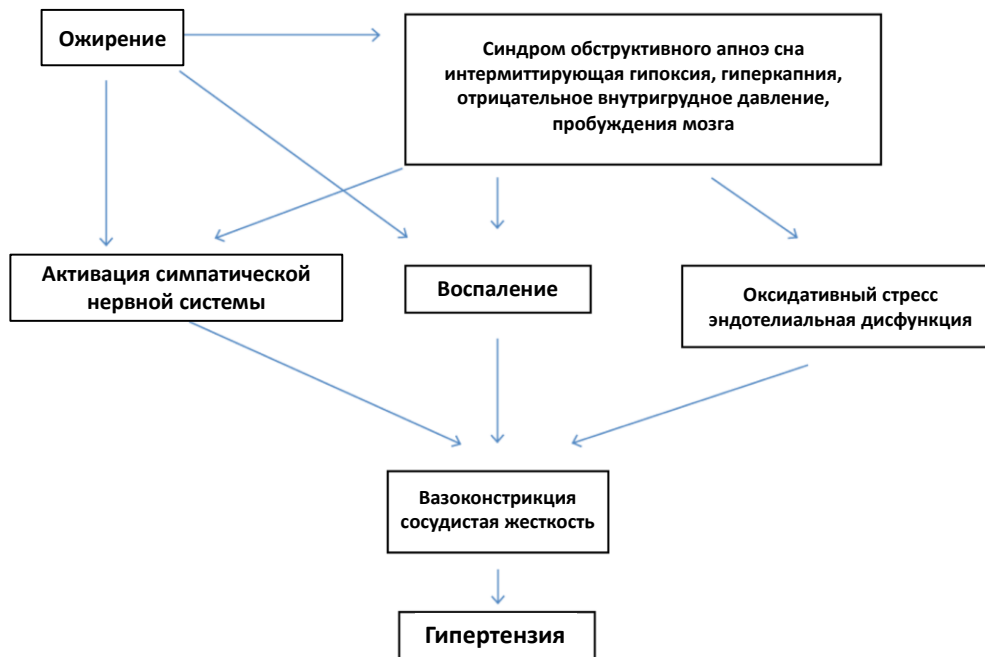 Ожирение
Синдром обструктивного апноэ сна
интермиттирующая гипоксия, гиперкапния,
отрицательное внутригрудное давление,
пробуждения мозга
Активация симпатической
нервной системы
Воспаление
Оксидативный стресс
эндотелиальная дисфункция
Вазоконстрикция
сосудистая жесткость
Гипертензия